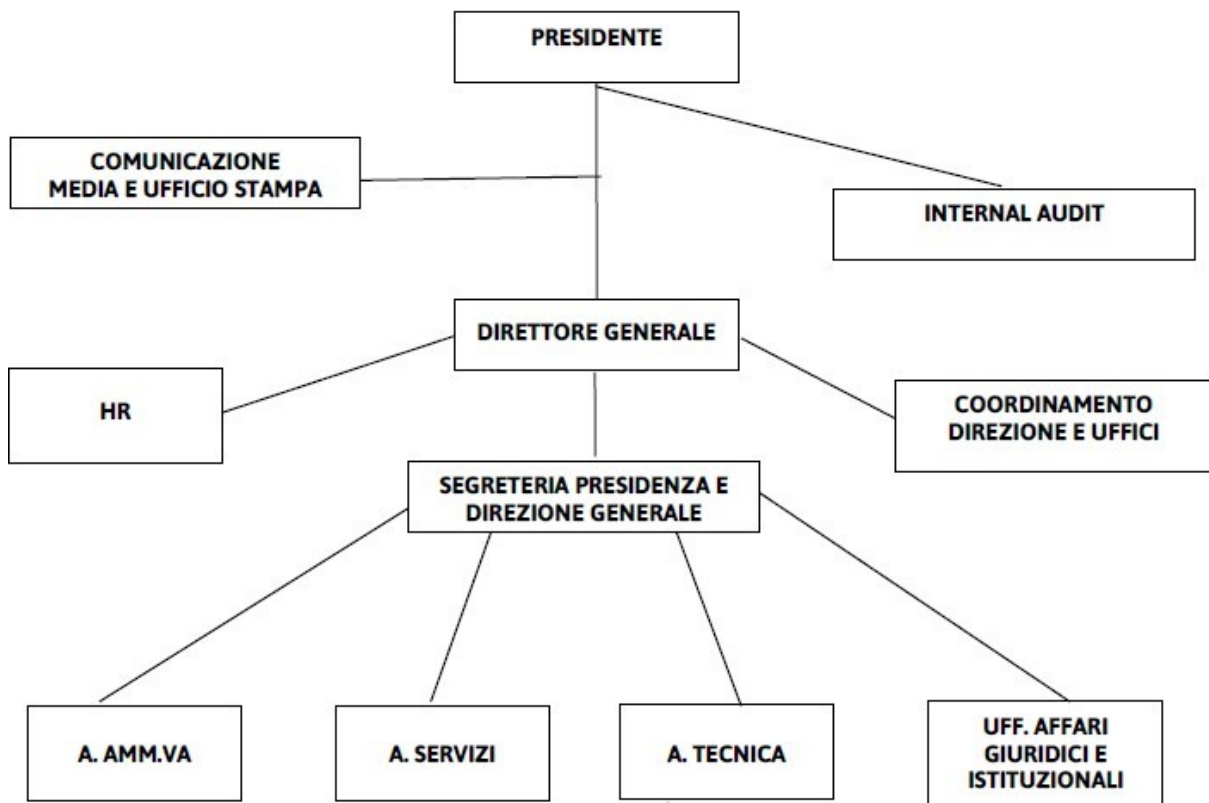 PRESIDENTE
COMUNICAZIONE
MEDIA E UFFICIO STAMPA
INTERNAL AUDIT
DIRETTORE GENERALE
HR
COORDINAMENTO
DIREZIONE E UFFICI
SEGRETERIA PRESIDENZA E
DIREZIONE GENERALE
A. AMM.VA
A. SERVIZI
A. TECNICA
UFF. AFFARI
GIURIDICI E
ISTITUZIONALI